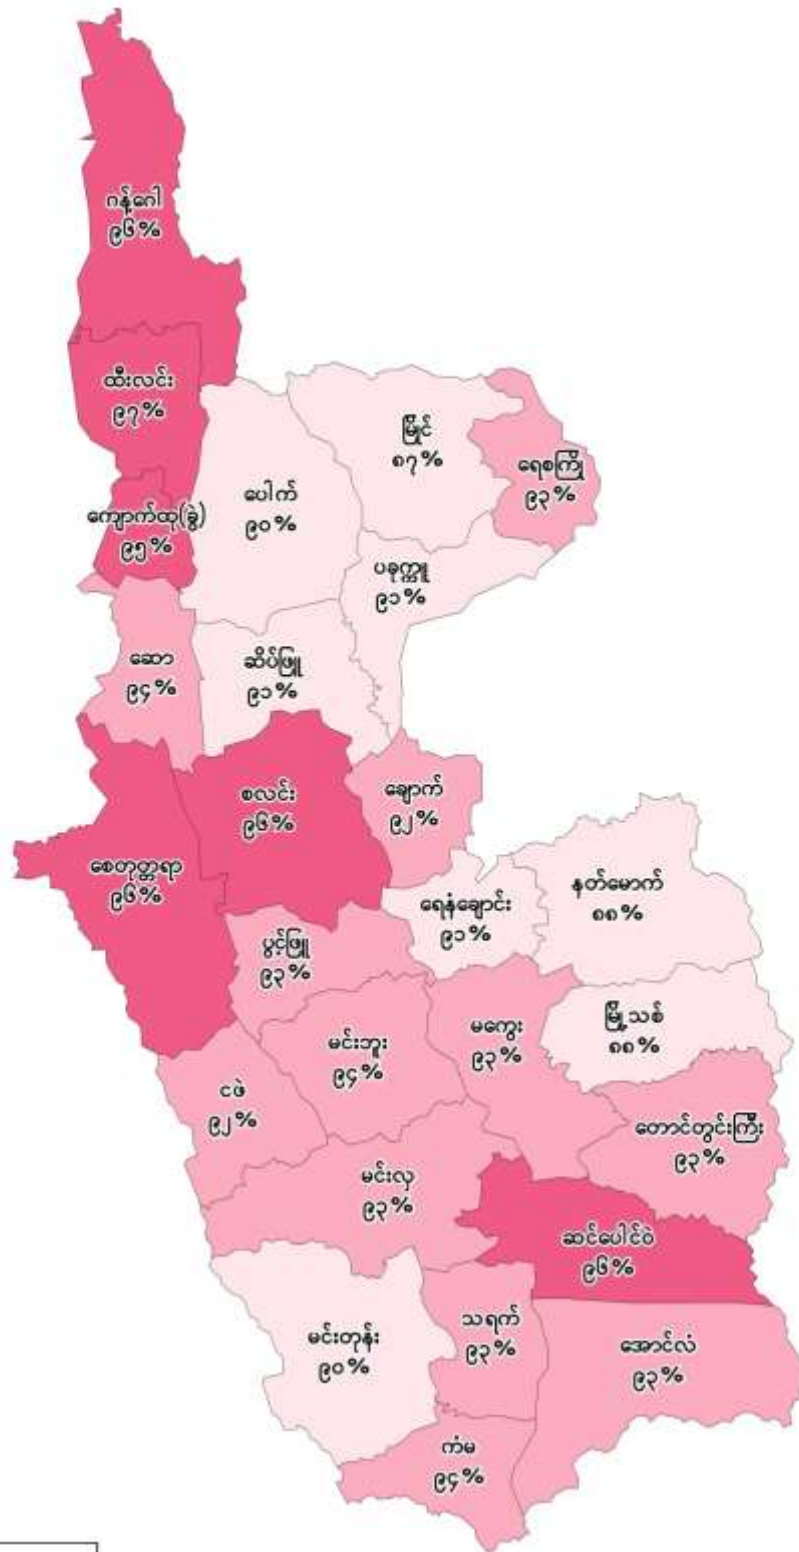 ဂန့်ဂေါ
၉၆%
ထီးလင်း
၉၇%
မြိုင်
၈၇%
ရေစကြို
၉၃%
ပေါက်
၉၀%
ကျောက်ထု(ခွဲ)
၉၅%
ပခုက္ကူ
၉၁%
ဆော
၉၄%
ဆိပ်ဖြူ
၉၁%
စလင်း
၉၆%
ချောက်
၉၂%
စေတုတ္တရာ
၉၆%
ရေနံချောင်း
၉၁%
နတ်မောက်
၈၈%
ပွင့်ဖြူ
၉၃%
မင်းဘူး
၉၄%
မကွေး
၉၃%
မြို့သစ်
၈၈%
ငဖဲ
၉၂%
တောင်တွင်းကြီး
၉၃%
မင်းလှ
၉၃%
ဆင်ပေါင်ဝဲ
၉၆%
မင်းတုန်း
၉၀%
သရက်
၉၃%
အောင်လံ
၉၃%
ကံမ
၉၄%